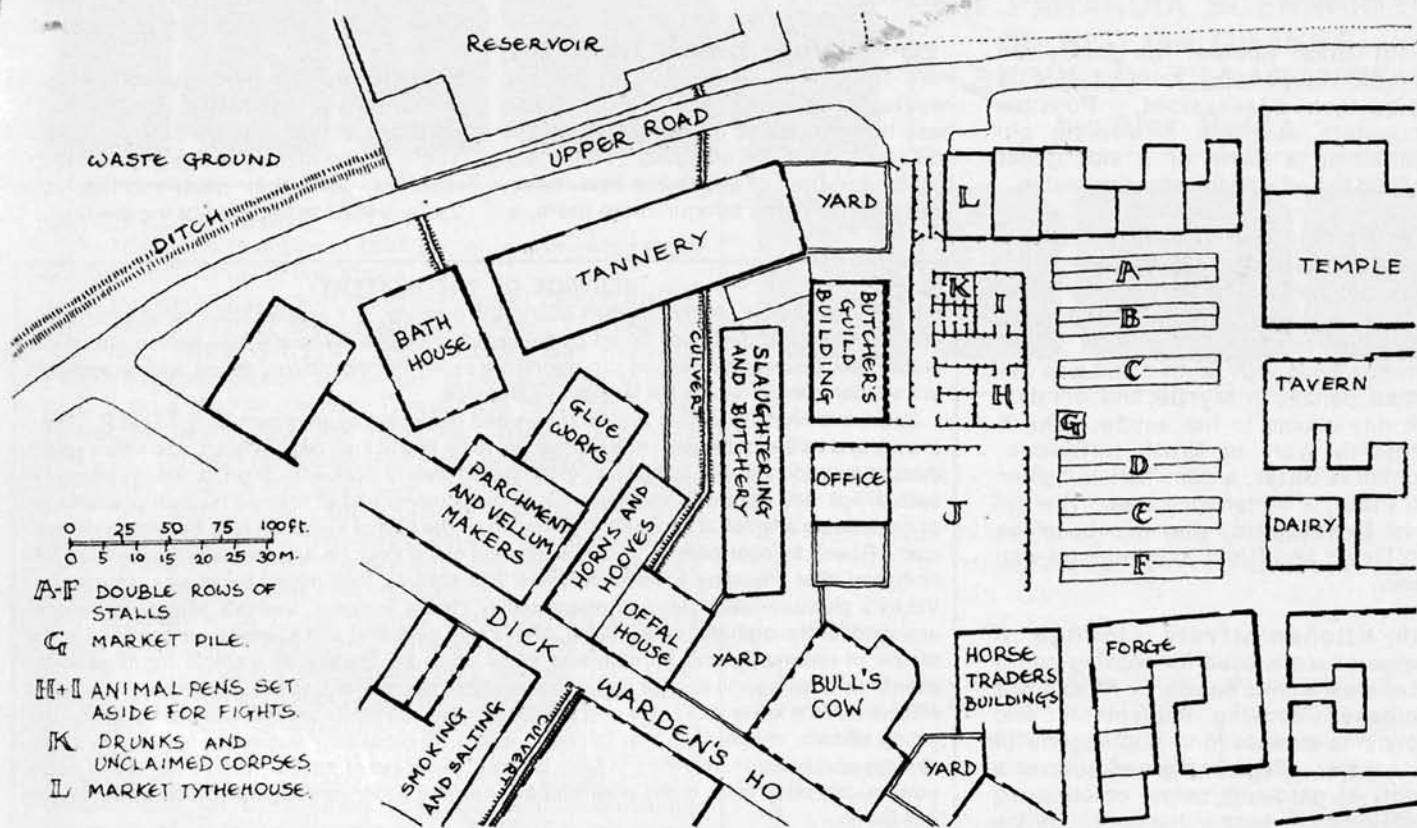 RESERVOIR
UPPER ROAD
WASTE GROUND
DITCH
YARD
L
TANNERY
TEMPLE
A
B
C
K
I
H
G
BATH
HOUSE
CULVERT
SLAUGHTERING
AND BUTCHERY
BUTCHER'S
GUILD
BUILDING
TAVERN
GLUE
WORKS
D
E
F
OFFICE
J
DAIRY
PARCHMENT
AND VELLUM
MAKERS
HORNS AND
HOOVES
0 25 50 75 100ft.
0 10 20 30M.
A-F DOUBLE ROWS OF
STALLS.
G MARKET PILE.
H+I ANIMAL PENS SET
ASIDE FOR FIGHTS.
K DRUNKS AND
UNCLAIMED CORPSES
L MARKET TYTHEHOUSE.
OFFAL
HOUSE
DICK WARDEN'S HO
YARD
BULL'S
COW
HORSE
TRADERS
BUILDINGS
FORGE
YARD
SMOKING
AND SALTING
CULVERT